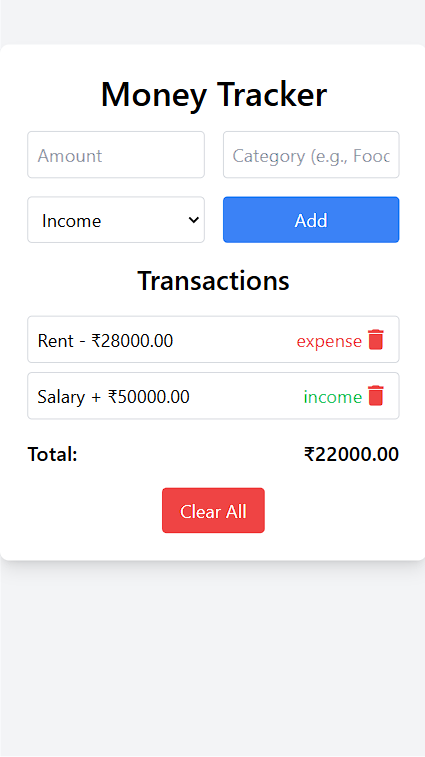 Money Tracker
Amount
Category (e.g., Food
Income
Add
Transactions
Rent - ₹28000.00 expense
Salary + ₹50000.00 income
Total: ₹22000.00
Clear All